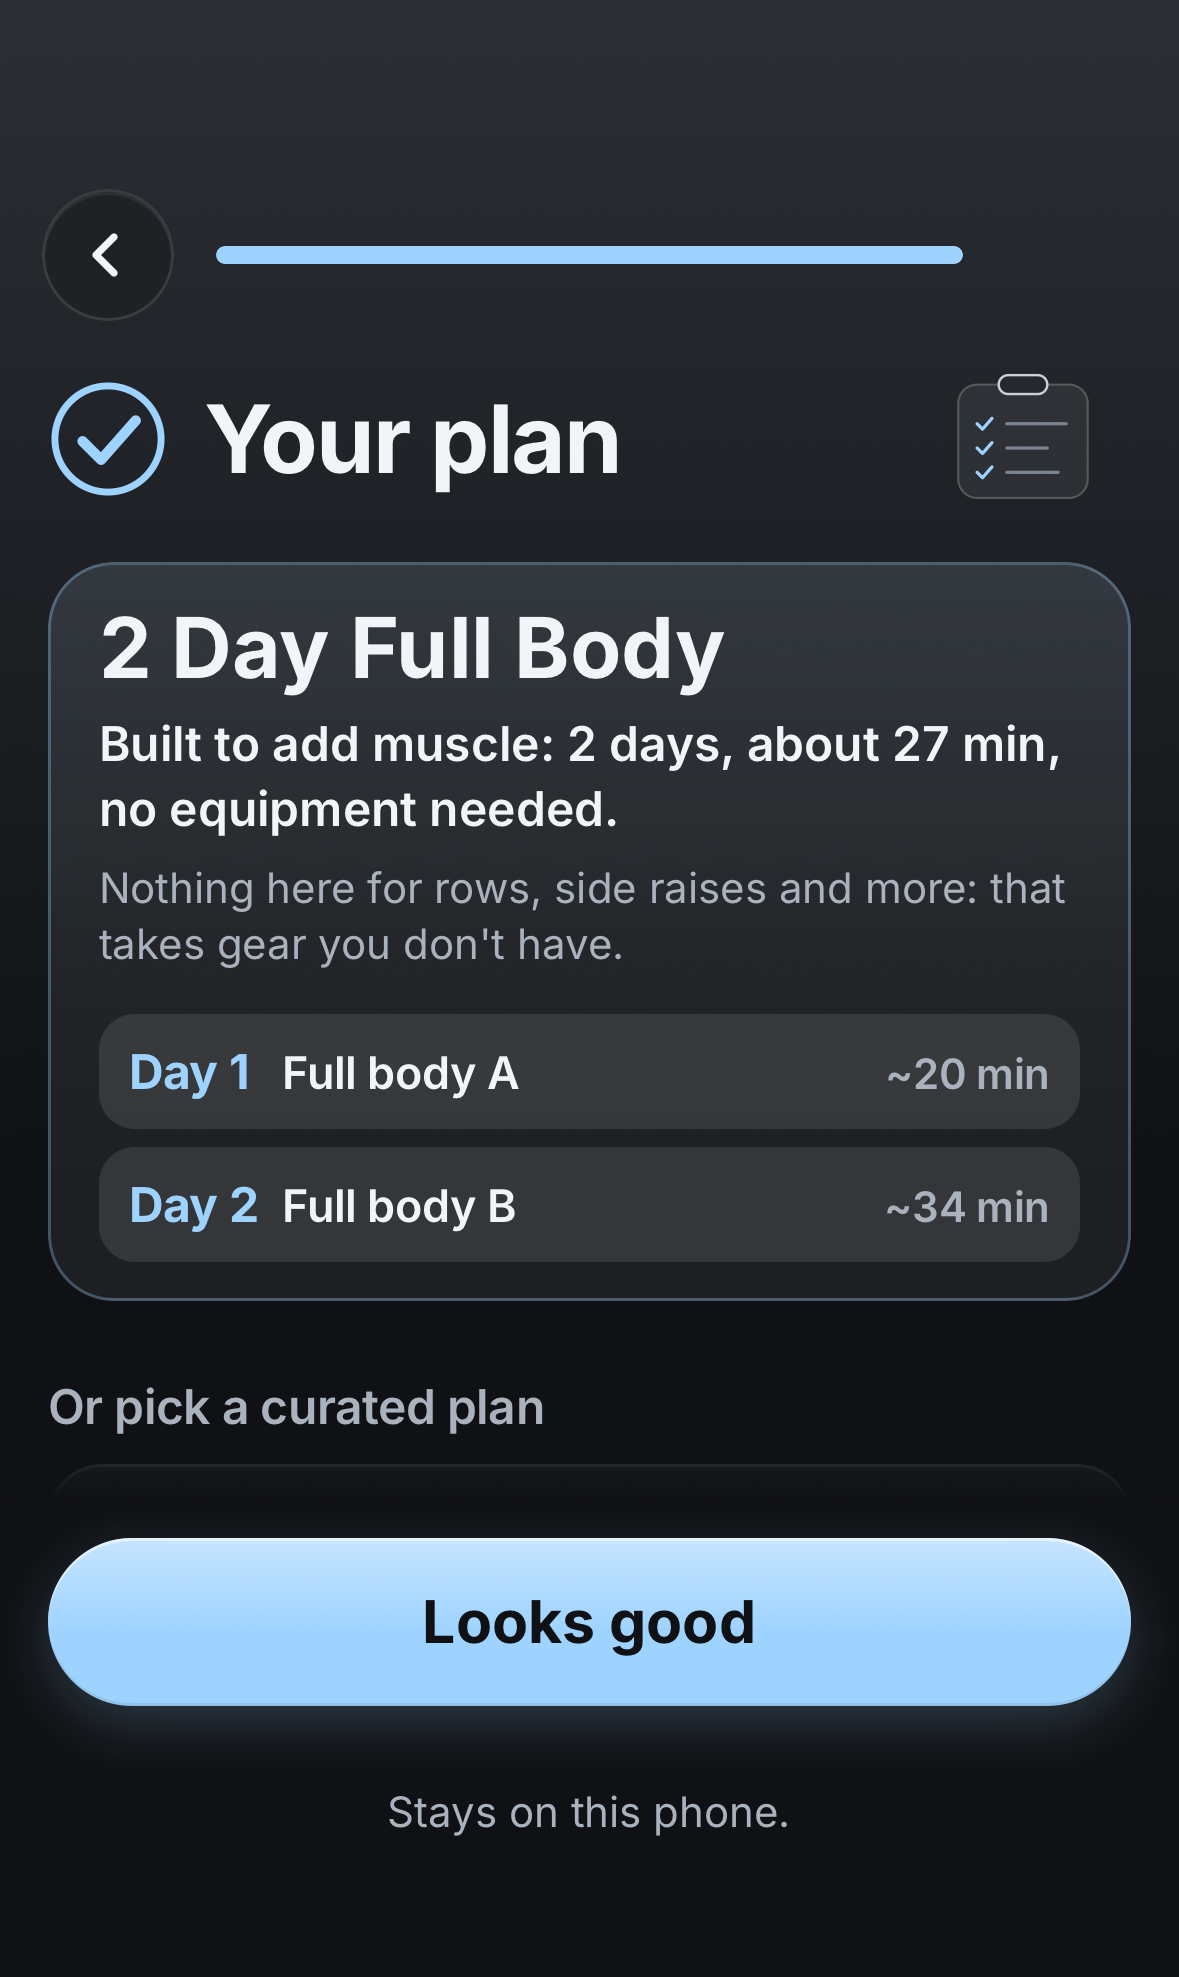 Your plan
2 Day Full Body
Built to add muscle: 2 days, about 27 min,
no equipment needed.
Nothing here for rows, side raises and more: that
takes gear you don't have.
Day 1 Full body A ~20 min
Day 2 Full body B ~34 min
Or pick a curated plan
Looks good
Stays on this phone.